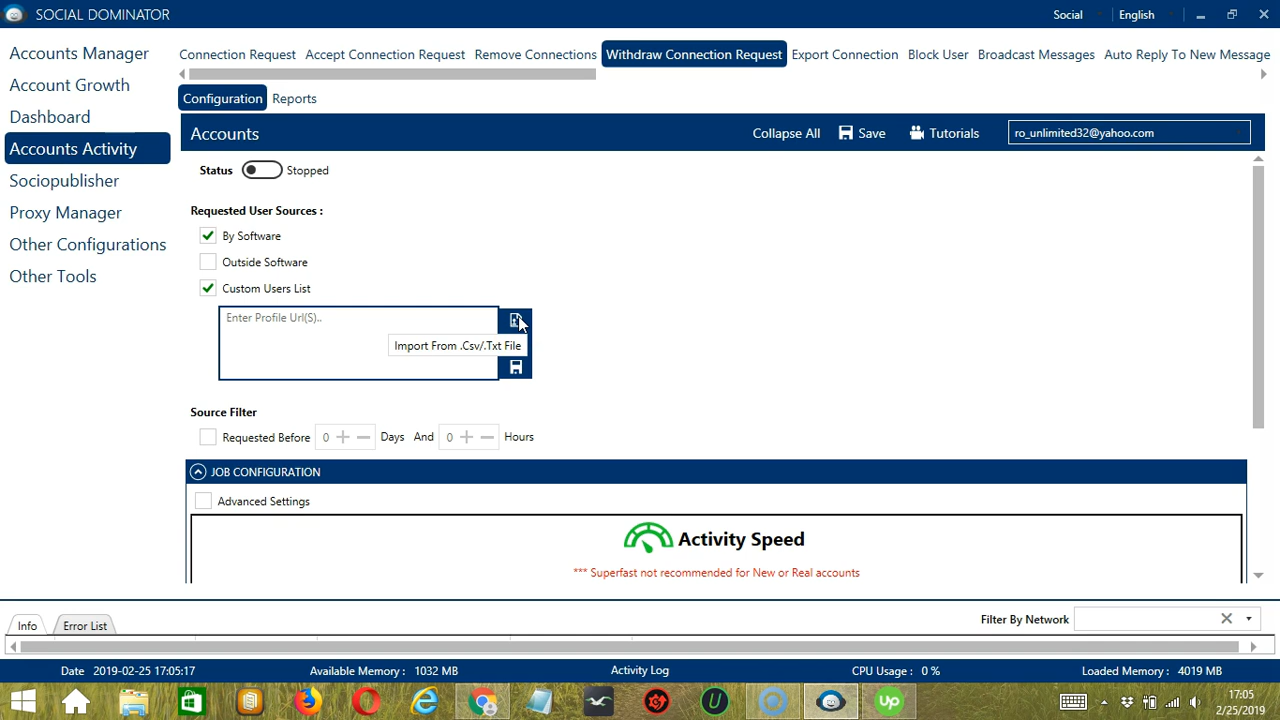 SOCIAL DOMINATOR
Social
English
Accounts Manager
Account Growth
Dashboard
Accounts Activity
Sociopublisher
Proxy Manager
Other Configurations
Other Tools
Connection Request
Accept Connection Request
Remove Connections
Withdraw Connection Request
Export Connection
Block User
Broadcast Messages
Auto Reply To New Message
Configuration
Reports
Accounts
Collapse All
Save
Tutorials
ro_unlimited32@yahoo.com
Status
Stopped
Requested User Sources :
By Software
Outside Software
Custom Users List
Enter Profile Url(S)..
Import From .Csv/.Txt File
Source Filter
Requested Before 0 + − Days And 0 + − Hours
JOB CONFIGURATION
Advanced Settings
Activity Speed
*** Superfast not recommended for New or Real accounts
Info
Error List
Filter By Network
Date 2019-02-25 17:05:17
Available Memory : 1032 MB
Activity Log
CPU Usage : 0 %
Loaded Memory : 4019 MB
U
up
17:05
2/25/2019